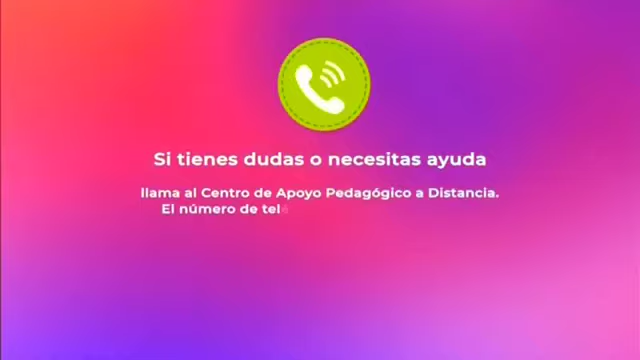 Si tienes dudas o necesitas ayuda
llama al Centro de Apoyo Pedagógico a Distancia.
El número de tel